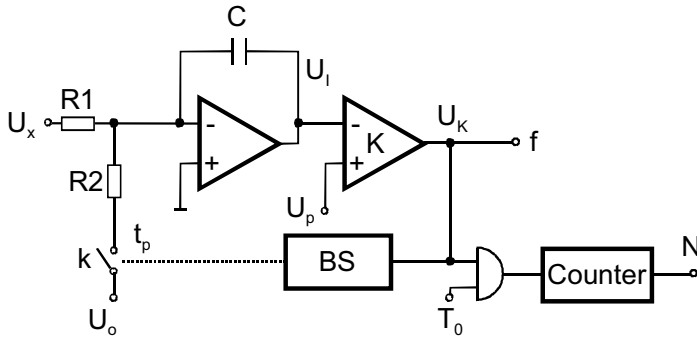 C
U_I
R1
U_x
-
+
-
K
+
U_K
f
R2
U_p
t_p
k
BS
Counter
N
U_o
T_0